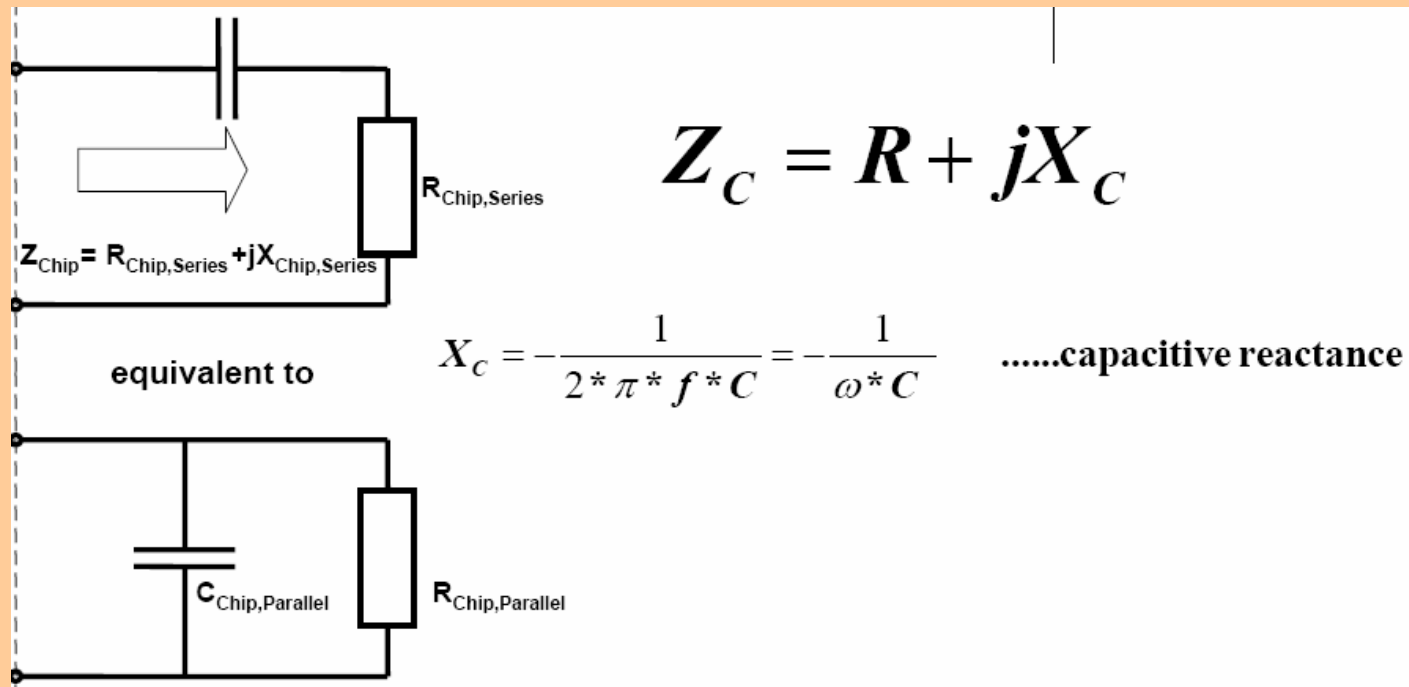 R_Chip,Series
Z_Chip= R_Chip,Series+jX_Chip,Series
Z_C = R + jX_C
equivalent to
X_C = -1/(2*π*f*C) = -1/(ω*C) ......capacitive reactance
C_Chip,Parallel
R_Chip,Parallel